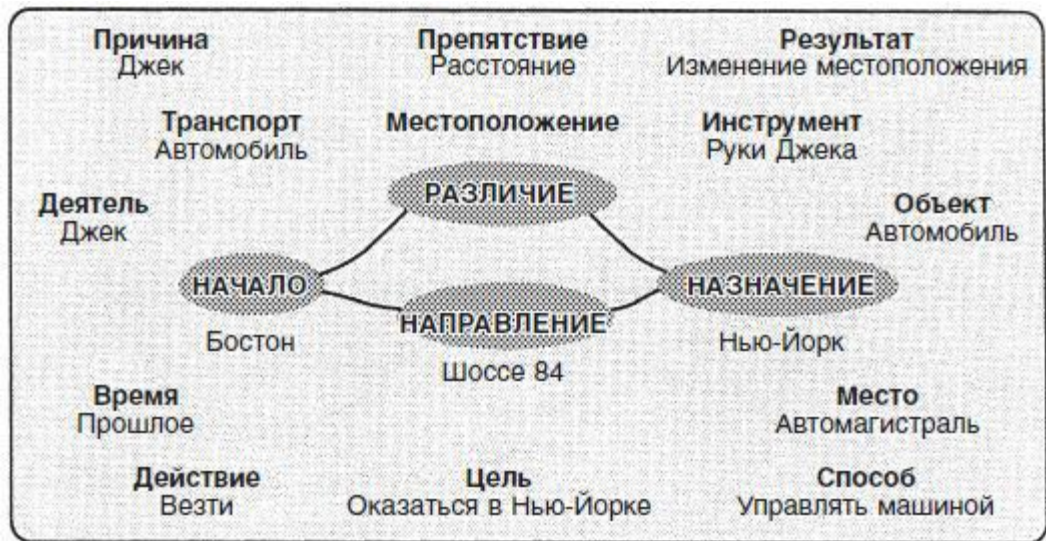 Причина
Джек
Препятствие
Расстояние
Результат
Изменение местоположения
Транспорт
Автомобиль
Местоположение
Инструмент
Руки Джека
Деятель
Джек
РАЗЛИЧИЕ
Объект
Автомобиль
НАЧАЛО
Бостон
НАПРАВЛЕНИЕ
Шоссе 84
НАЗНАЧЕНИЕ
Нью-Йорк
Время
Прошлое
Место
Автомагистраль
Действие
Везти
Цель
Оказаться в Нью-Йорке
Способ
Управлять машиной